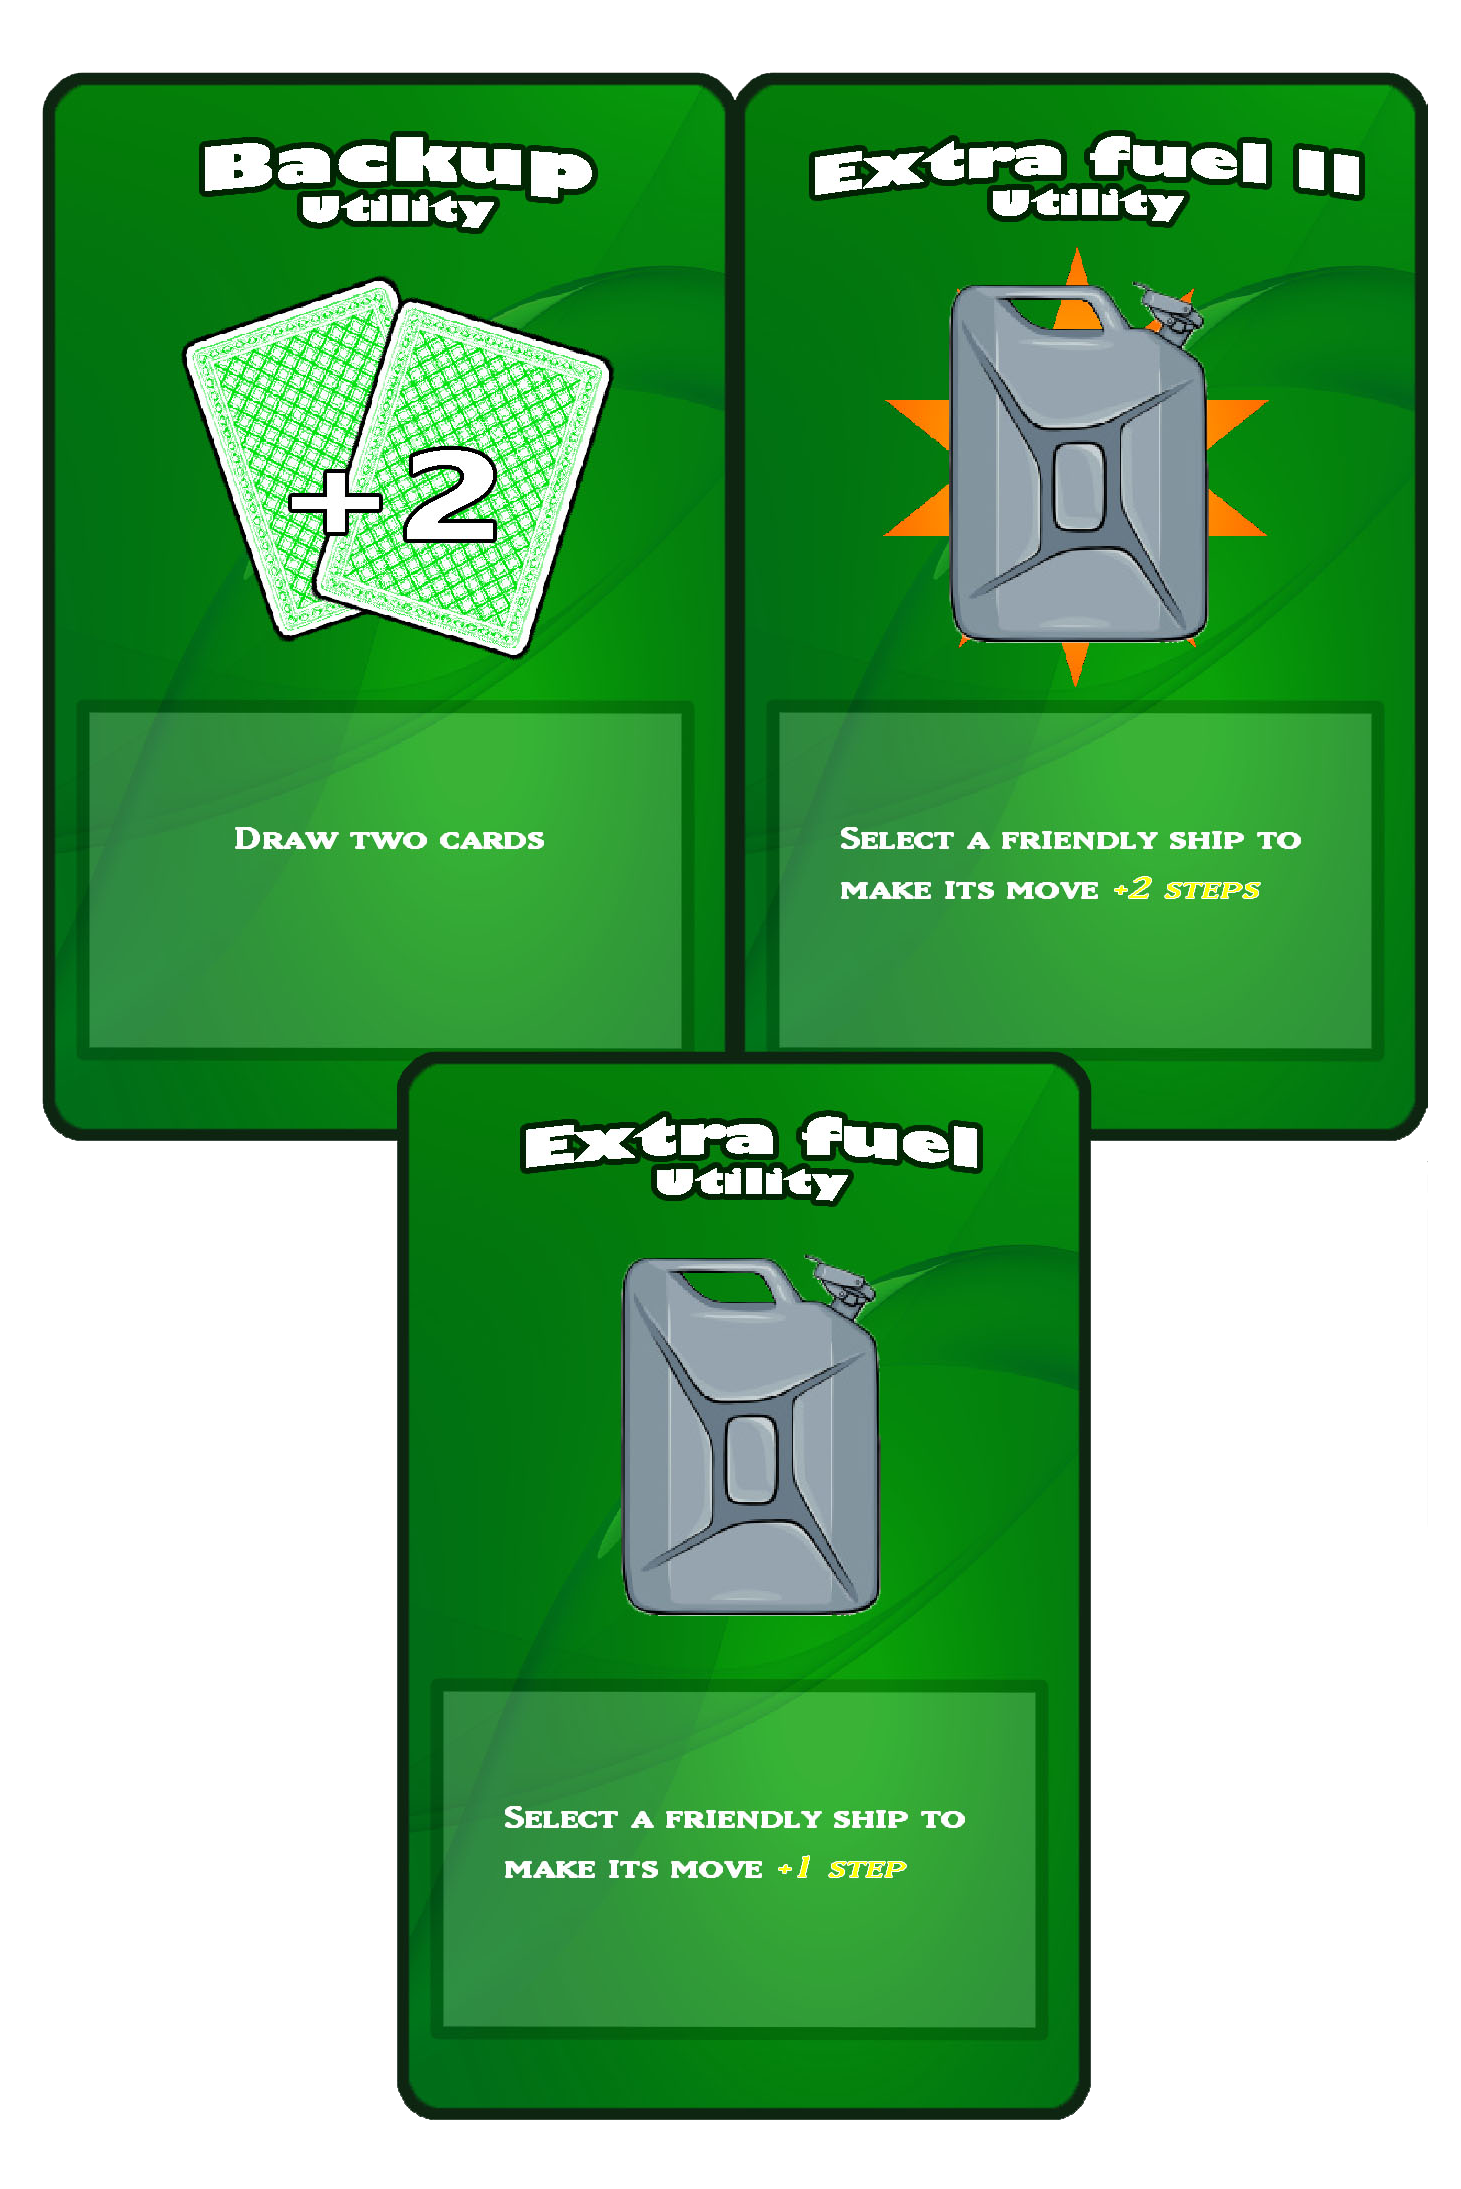 Backup
Utility
+2
Draw two cards
Extra fuel II
Utility
Select a friendly ship to
make its move +2 steps
Extra fuel
Utility
Select a friendly ship to
make its move +1 step